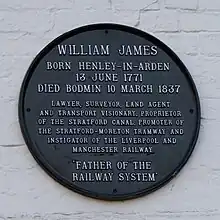 WILLIAM JAMES
BORN HENLEY-IN-ARDEN
13 JUNE 1771
DIED BODMIN 10 MARCH 1837
LAWYER, SURVEYOR, LAND AGENT
AND TRANSPORT VISIONARY, PROPRIETOR
OF THE STRATFORD CANAL, PROMOTER OF
THE STRATFORD-MORETON TRAMWAY AND
INSTIGATOR OF THE LIVERPOOL AND
MANCHESTER RAILWAY
'FATHER OF THE
RAILWAY SYSTEM'